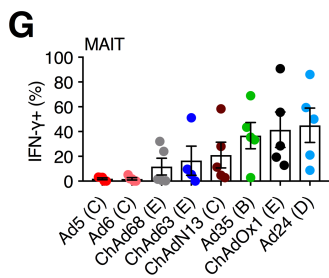 G
MAIT
IFN-γ+ (%)
100
80
60
40
20
0
Ad5 (C)
Ad6 (C)
ChAd68 (E)
ChAd63 (E)
ChAdN13 (C)
Ad35 (B)
ChAdOx1 (E)
Ad24 (D)